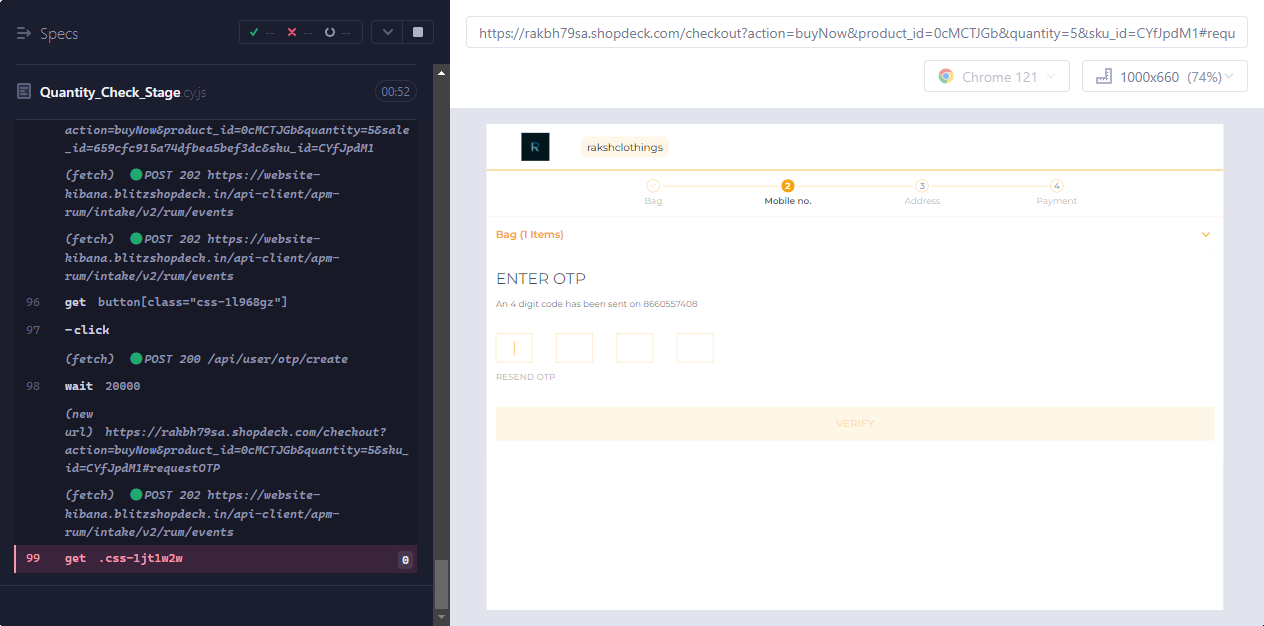 Specs
-- -- --
Quantity_Check_Stage.cy.js 00:52
action=buyNow&product_id=0cMCTJGb&quantity=5&sale
_id=659cfc915a74dfbea5bef3dc&sku_id=CYfJpdM1
(fetch) POST 202 https://website-
kibana.blitzshopdeck.in/api-client/apm-
rum/intake/v2/rum/events
(fetch) POST 202 https://website-
kibana.blitzshopdeck.in/api-client/apm-
rum/intake/v2/rum/events
96 get button[class="css-1l968gz"]
97 -click
(fetch) POST 200 /api/user/otp/create
98 wait 20000
(new
url) https://rakbh79sa.shopdeck.com/checkout?
action=buyNow&product_id=0cMCTJGb&quantity=5&sku_
id=CYfJpdM1#requestOTP
(fetch) POST 202 https://website-
kibana.blitzshopdeck.in/api-client/apm-
rum/intake/v2/rum/events
99 get .css-1jt1w2w 0
https://rakbh79sa.shopdeck.com/checkout?action=buyNow&product_id=0cMCTJGb&quantity=5&sku_id=CYfJpdM1#requ
Chrome 121
1000x660 (74%)
R rakshclothings
2 3 4
Bag Mobile no. Address Payment
Bag (1 Items)
ENTER OTP
An 4 digit code has been sent on 8660557408
RESEND OTP
VERIFY